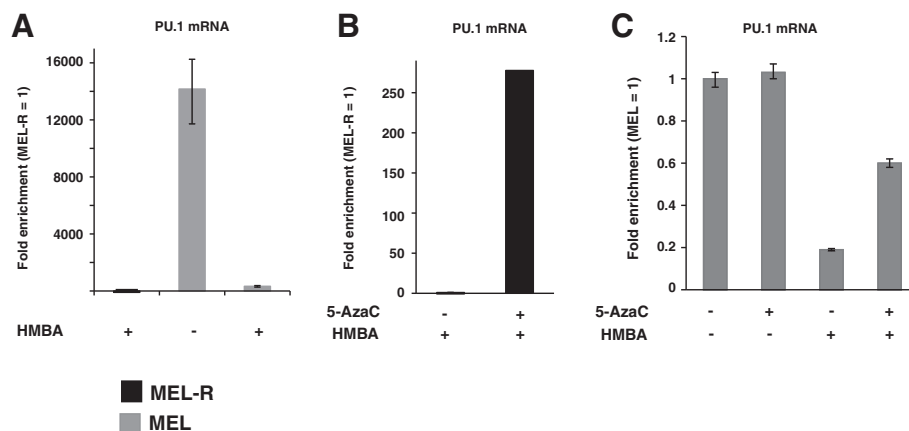 A
PU.1 mRNA
Fold enrichment (MEL-R = 1)
16000
12000
8000
4000
HMBA + - +
B
PU.1 mRNA
Fold enrichment (MEL-R = 1)
250
200
150
100
50
0
5-AzaC - +
HMBA + +
C
PU.1 mRNA
Fold enrichment (MEL = 1)
1.2
1
0.8
0.6
0.4
0.2
0
5-AzaC - + - +
HMBA - - + +
MEL-R
MEL